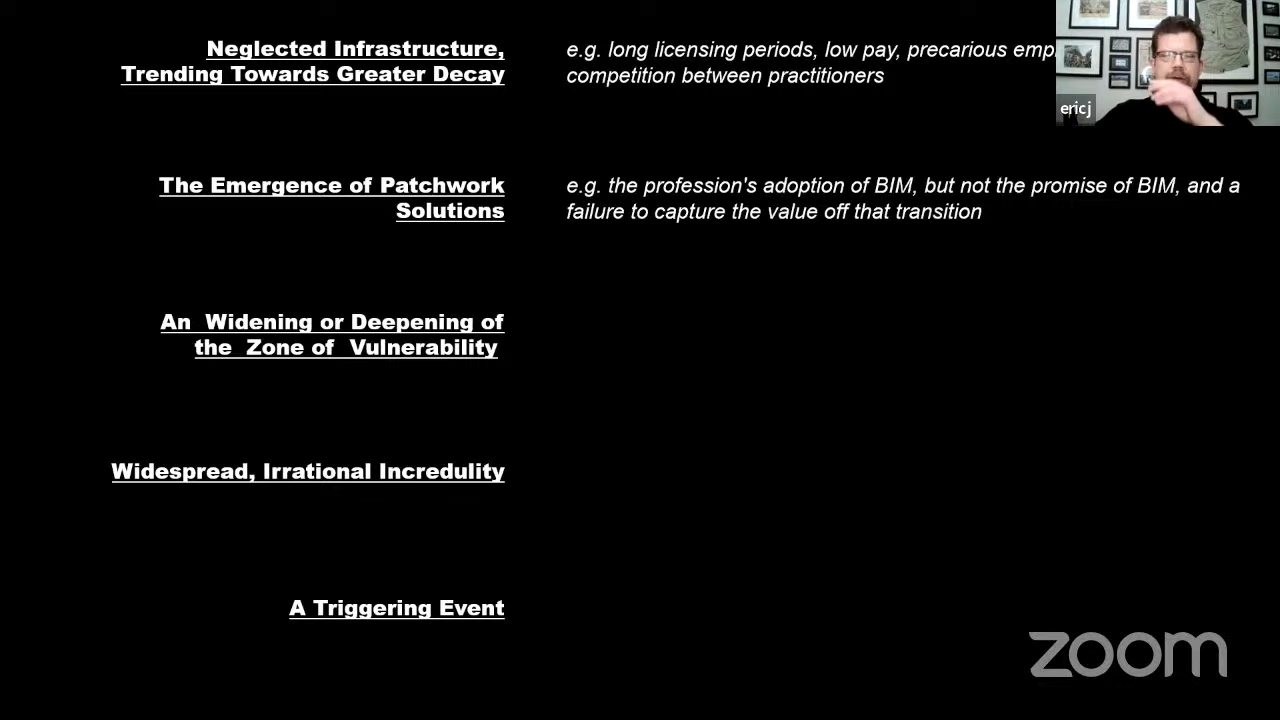 Neglected Infrastructure,
Trending Towards Greater Decay
e.g. long licensing periods, low pay, precarious
competition between practitioners
ericj
The Emergence of Patchwork
Solutions
e.g. the profession's adoption of BIM, but not the promise of BIM, and a
failure to capture the value off that transition
An Widening or Deepening of
the Zone of Vulnerability
Widespread, Irrational Incredulity
A Triggering Event
zoom